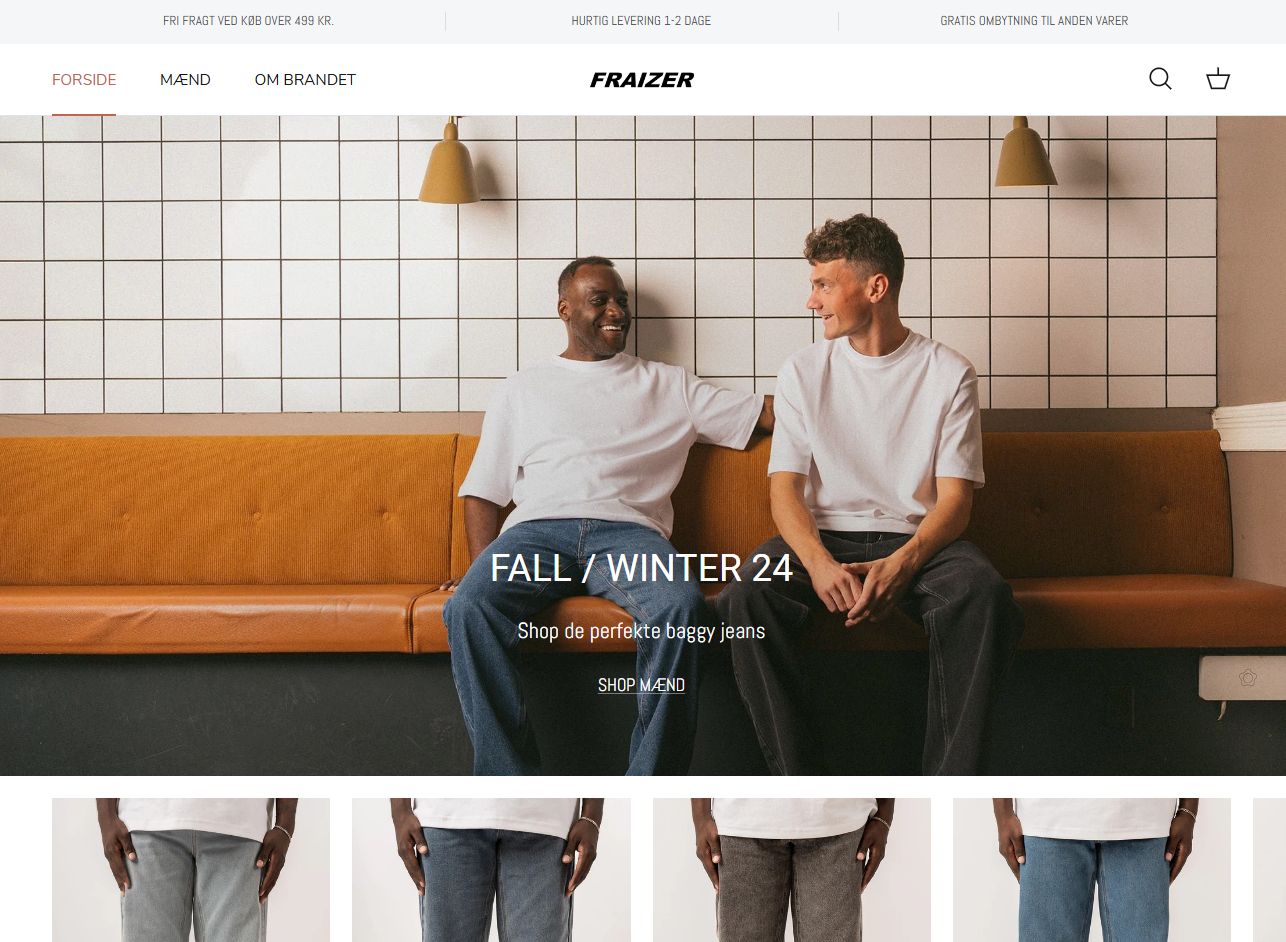 FRI FRAGT VED KØB OVER 499 KR.
HURTIG LEVERING 1-2 DAGE
GRATIS OMBYTNING TIL ANDEN VARER
FORSIDE
MÆND
OM BRANDET
FRAIZER
FALL / WINTER 24
Shop de perfekte baggy jeans
SHOP MÆND